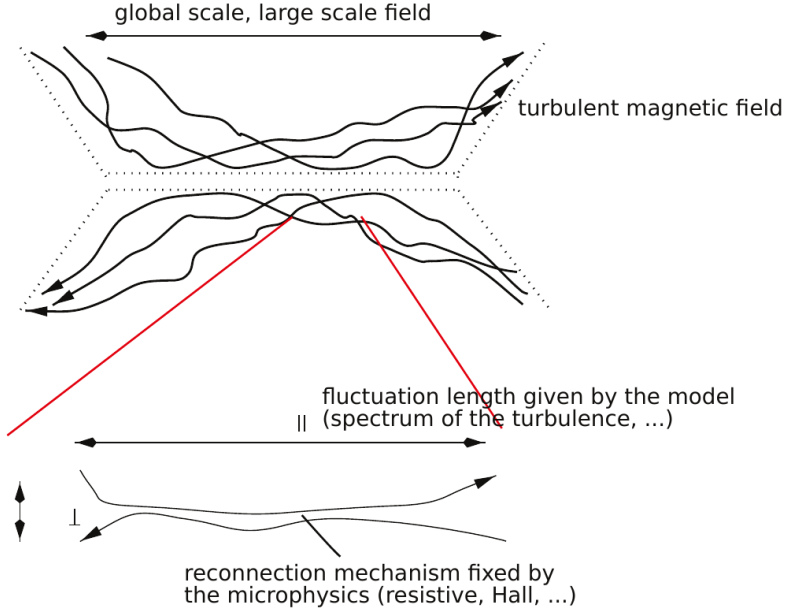 global scale, large scale field
turbulent magnetic field
fluctuation length given by the model
|| (spectrum of the turbulence, ...)
⊥
reconnection mechanism fixed by
the microphysics (resistive, Hall, ...)